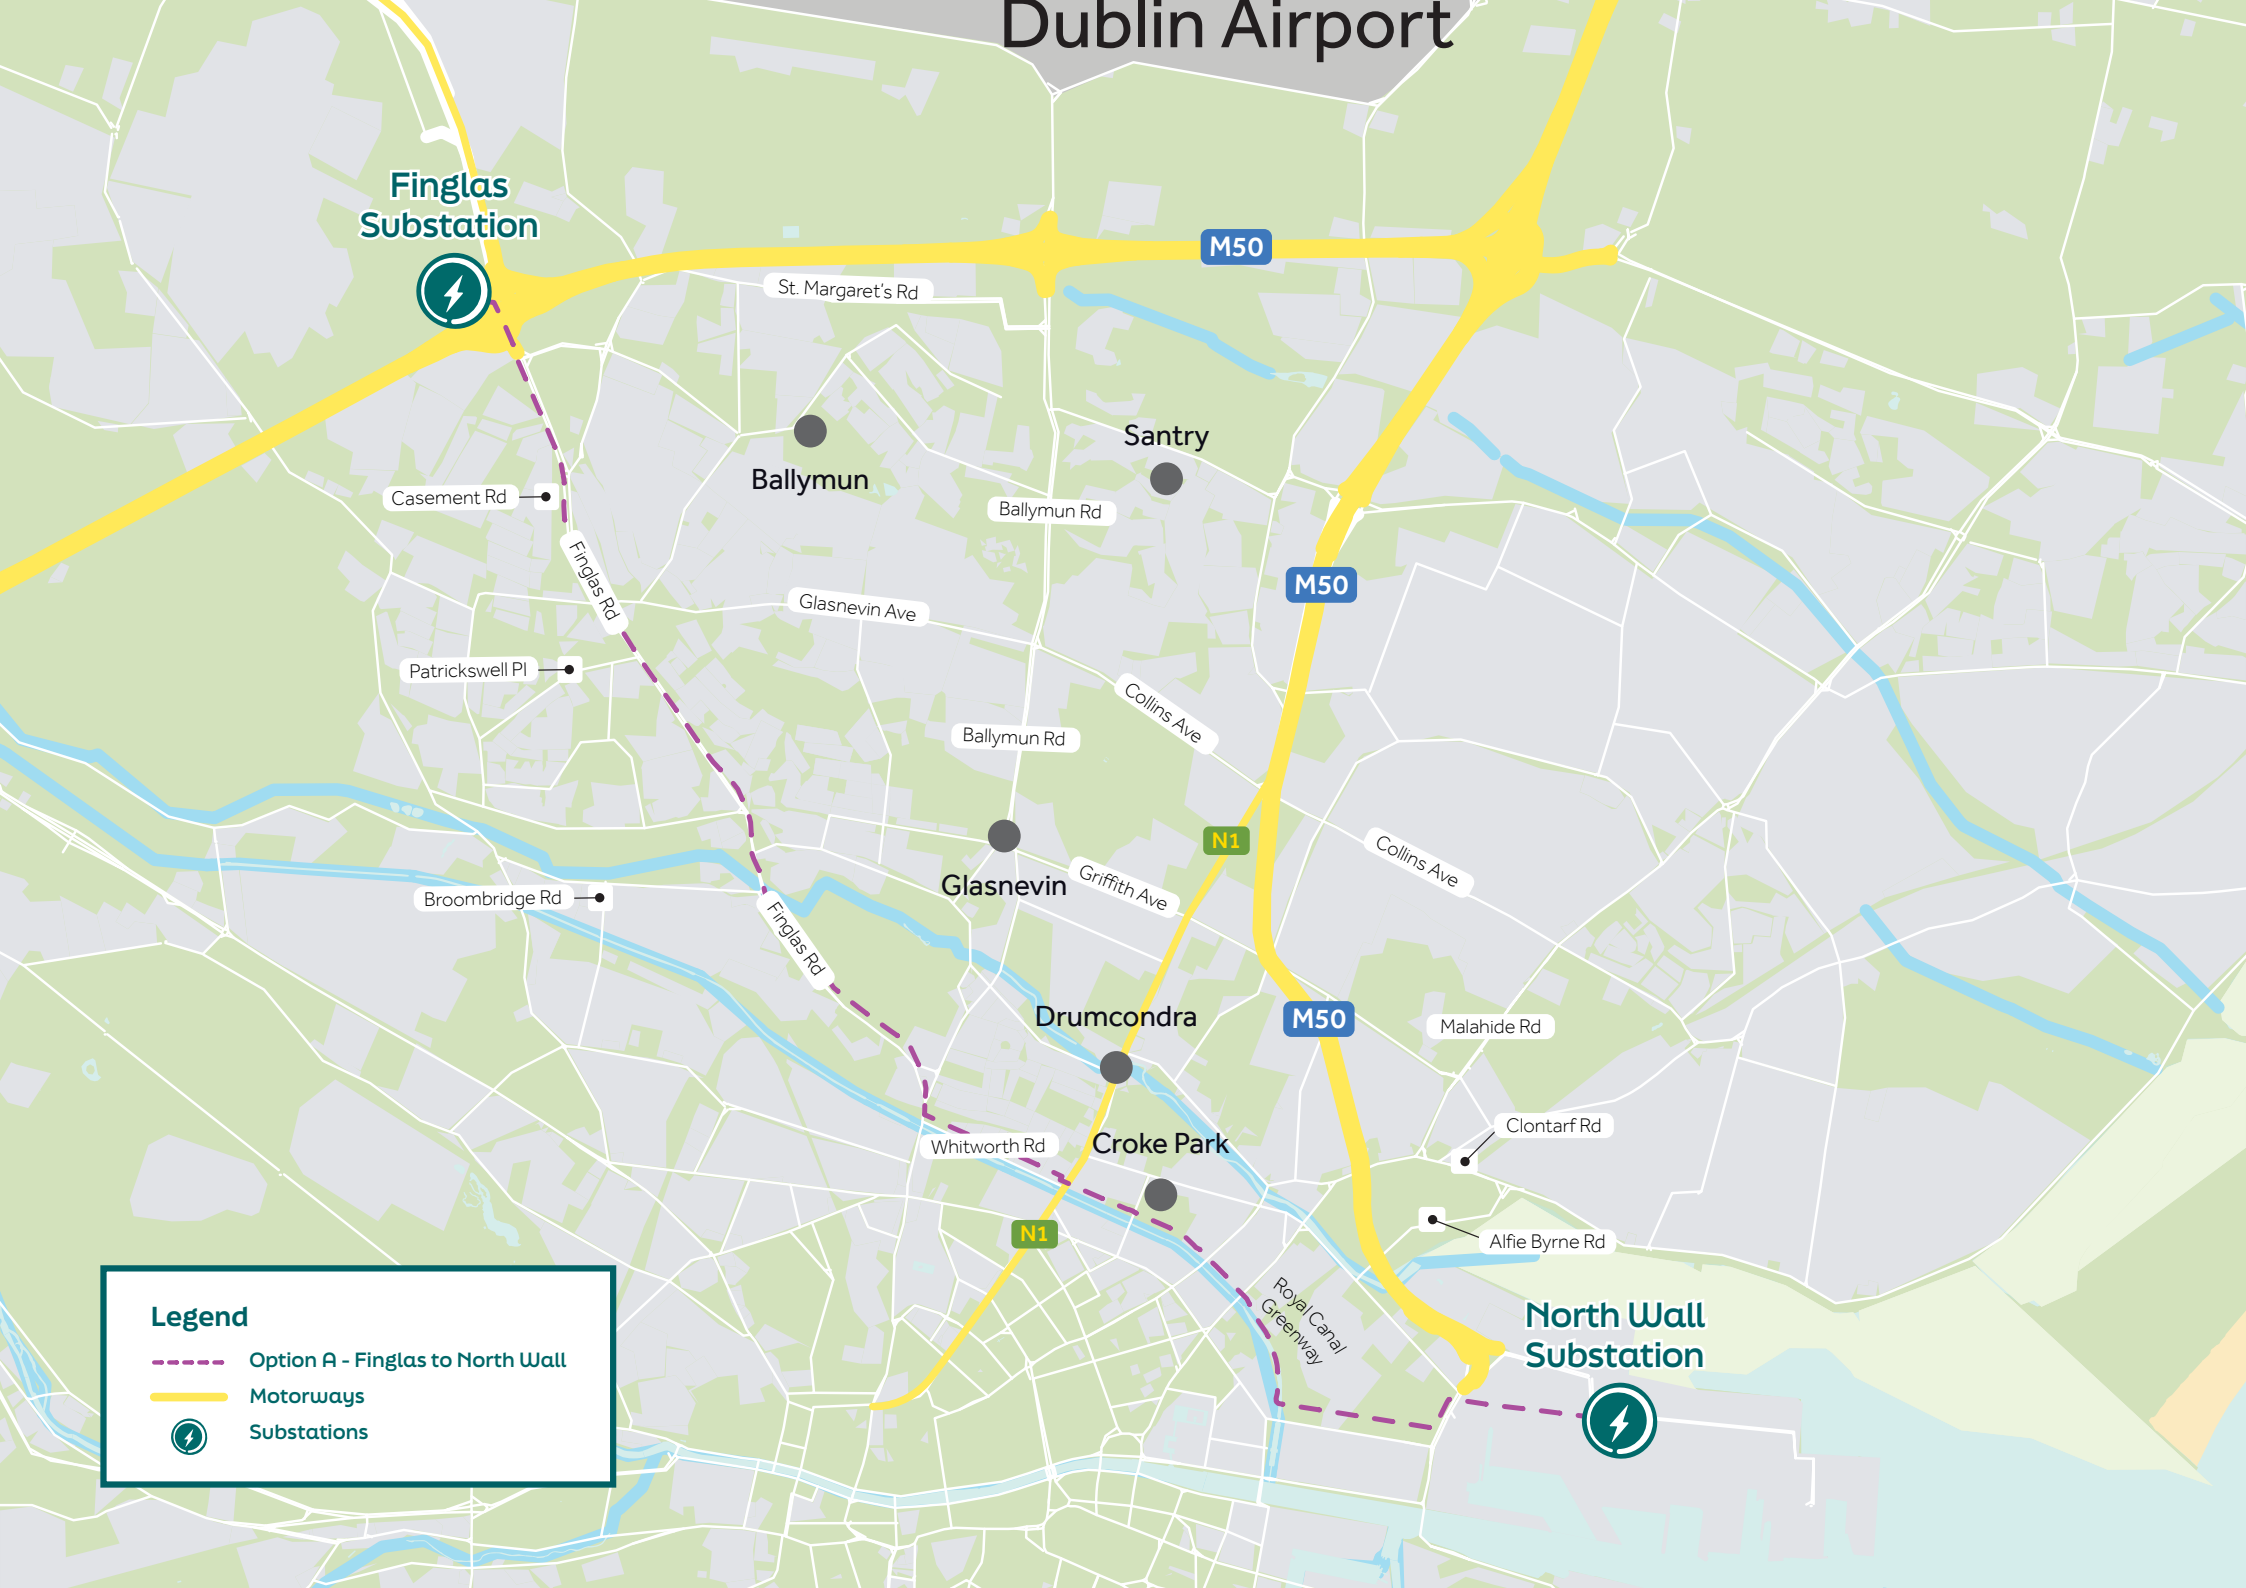 Dublin Airport
Finglas
Substation
M50
St. Margaret's Rd
Santry
Ballymun
Casement Rd
Ballymun Rd
Finglas Rd
M50
Glasnevin Ave
Patrickswell Pl
Collins Ave
Ballymun Rd
N1
Collins Ave
Glasnevin
Griffith Ave
Broombridge Rd
Finglas Rd
Drumcondra
M50
Malahide Rd
Clontarf Rd
Whitworth Rd
Croke Park
N1
Alfie Byrne Rd
Royal Canal
Greenway
North Wall
Substation
Legend
Option A - Finglas to North Wall
Motorways
Substations